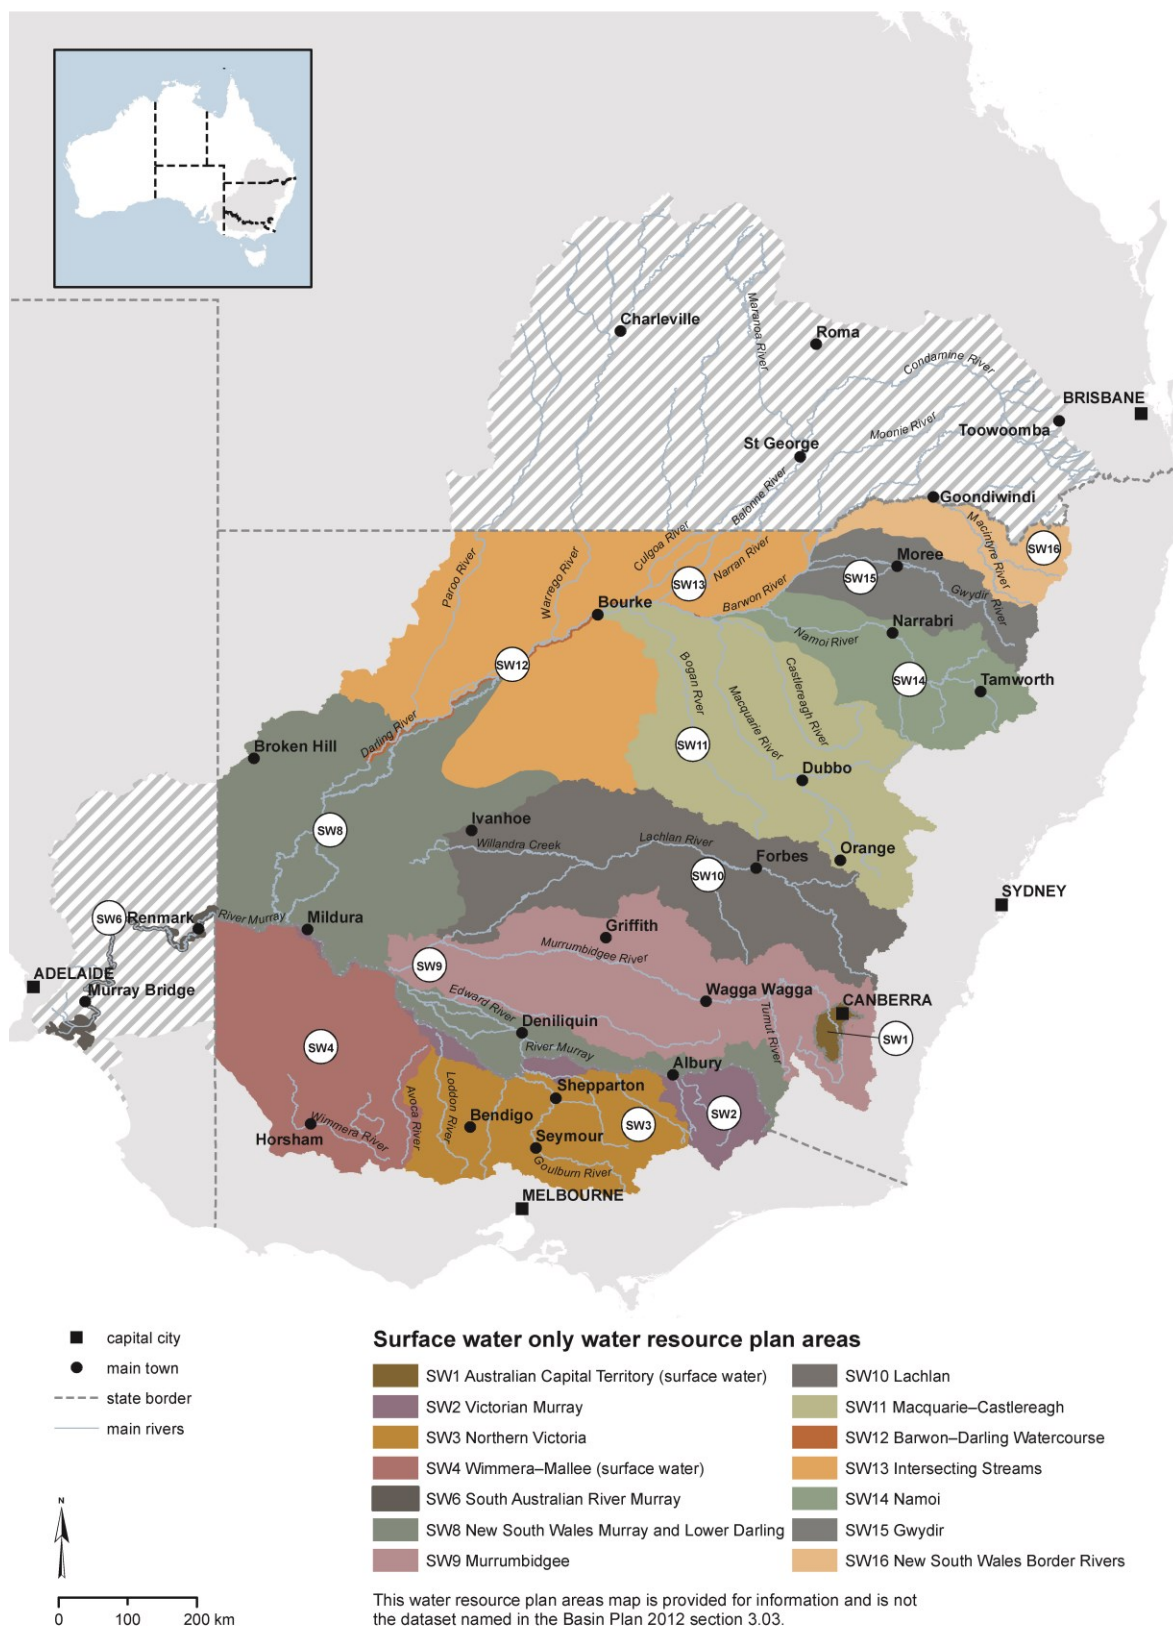 Charleville
Maranoa River
Roma
Condamine River
BRISBANE
Moonie River
Toowoomba
St George
Balonne River
Goondiwindi
Macintyre River
SW16
Paroo River
Warrego River
Culgoa River
SW13
Narran River
Barwon River
SW15
Moree
Gwydir River
Bourke
Narrabri
Namoi River
SW12
Bogan River
Castlereagh River
SW14
Tamworth
Darling River
Macquarie River
Broken Hill
SW11
Dubbo
SW8
Ivanhoe
Willandra Creek
Lachlan River
Forbes
Orange
SW10
SYDNEY
SW6
Renmark
River Murray
Mildura
Griffith
Murrumbidgee River
SW9
ADELAIDE
Murray Bridge
Edward River
Wagga Wagga
CANBERRA
Deniliquin
Tumut River
SW1
SW4
River Murray
Albury
Avoca River
Loddon River
Shepparton
SW2
Bendigo
SW3
Horsham
Wimmera River
Seymour
Goulburn River
MELBOURNE
capital city
main town
state border
main rivers
N
0 100 200 km
Surface water only water resource plan areas
SW1 Australian Capital Territory (surface water)
SW2 Victorian Murray
SW3 Northern Victoria
SW4 Wimmera–Mallee (surface water)
SW6 South Australian River Murray
SW8 New South Wales Murray and Lower Darling
SW9 Murrumbidgee
SW10 Lachlan
SW11 Macquarie–Castlereagh
SW12 Barwon–Darling Watercourse
SW13 Intersecting Streams
SW14 Namoi
SW15 Gwydir
SW16 New South Wales Border Rivers
This water resource plan areas map is provided for information and is not
the dataset named in the Basin Plan 2012 section 3.03.